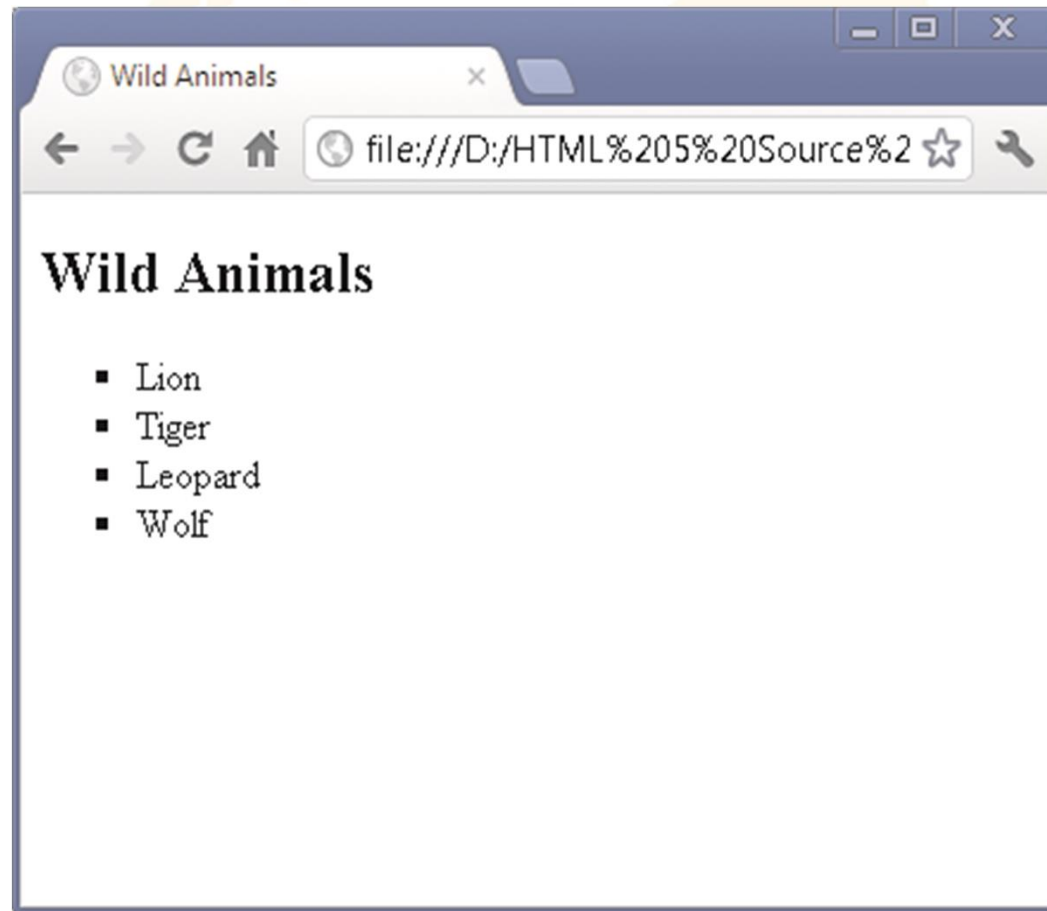 Wild Animals
file:///D:/HTML%205%20Source%2
Wild Animals
Lion
Tiger
Leopard
Wolf